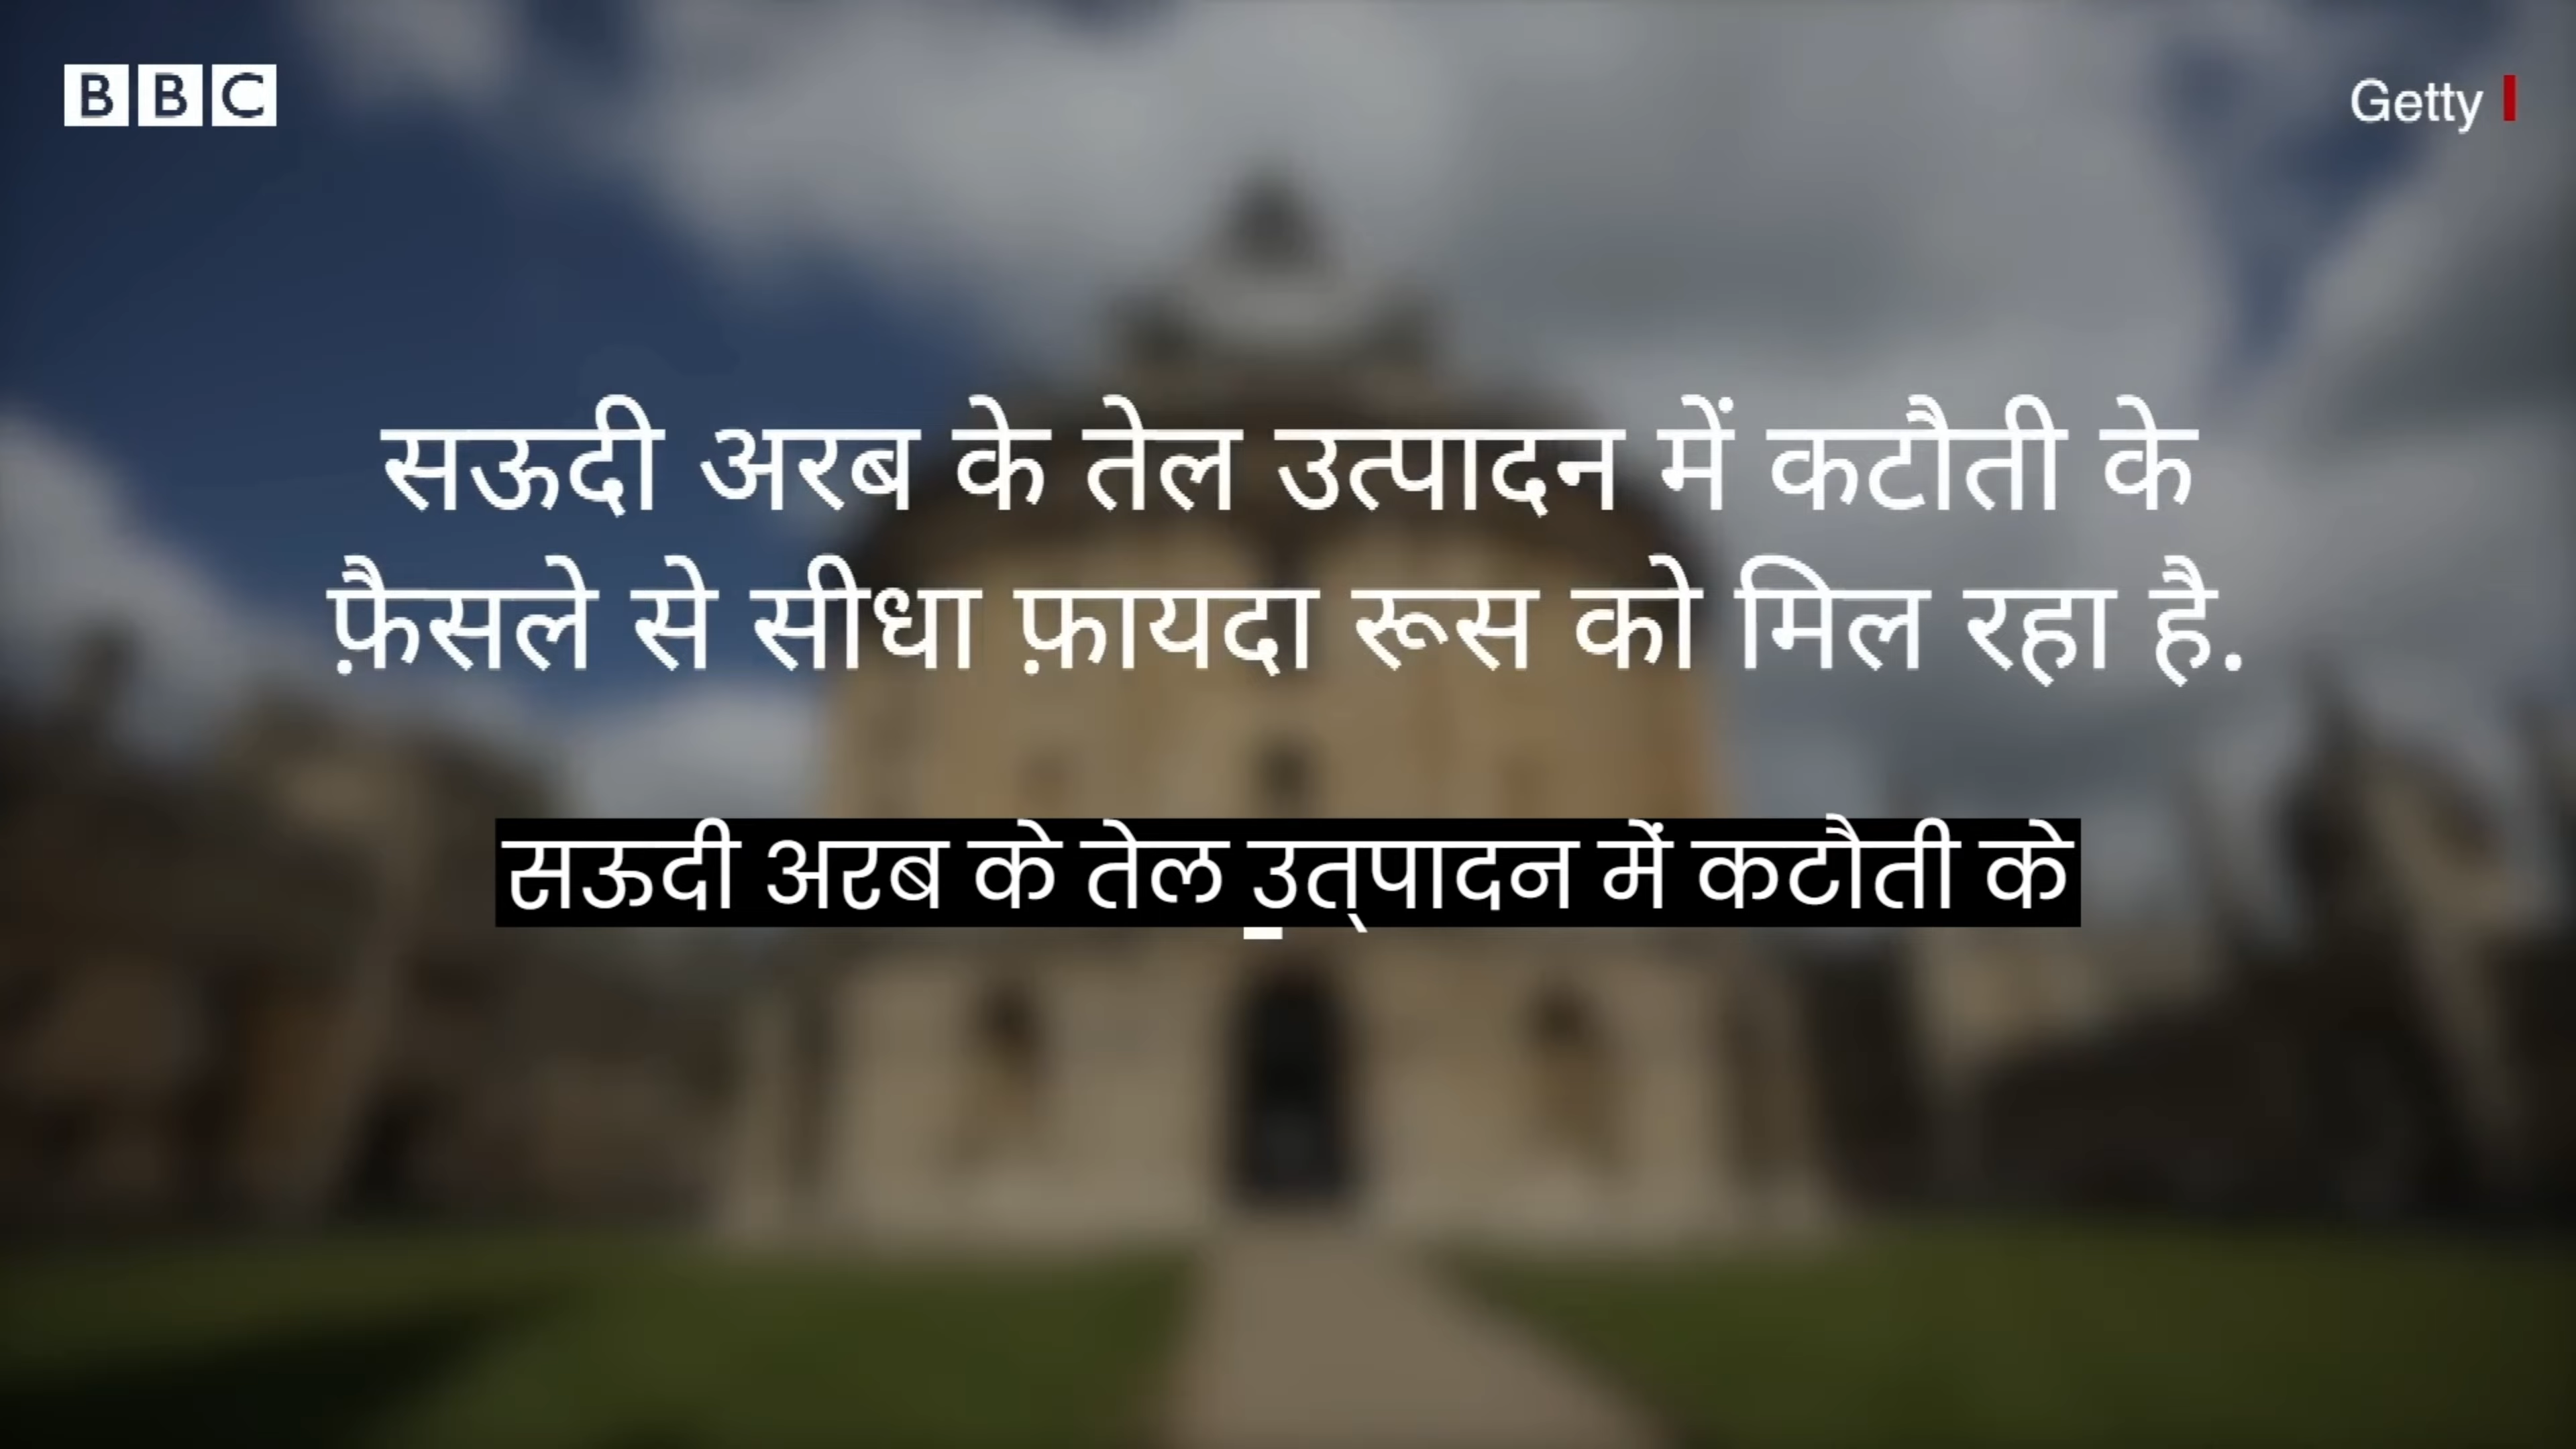 BBC
Getty
सऊदी अरब के तेल उत्पादन में कटौती के
फ़ैसले से सीधा फ़ायदा रूस को मिल रहा है.
सऊदी अरब के तेल उत्‌पादन में कटौती के